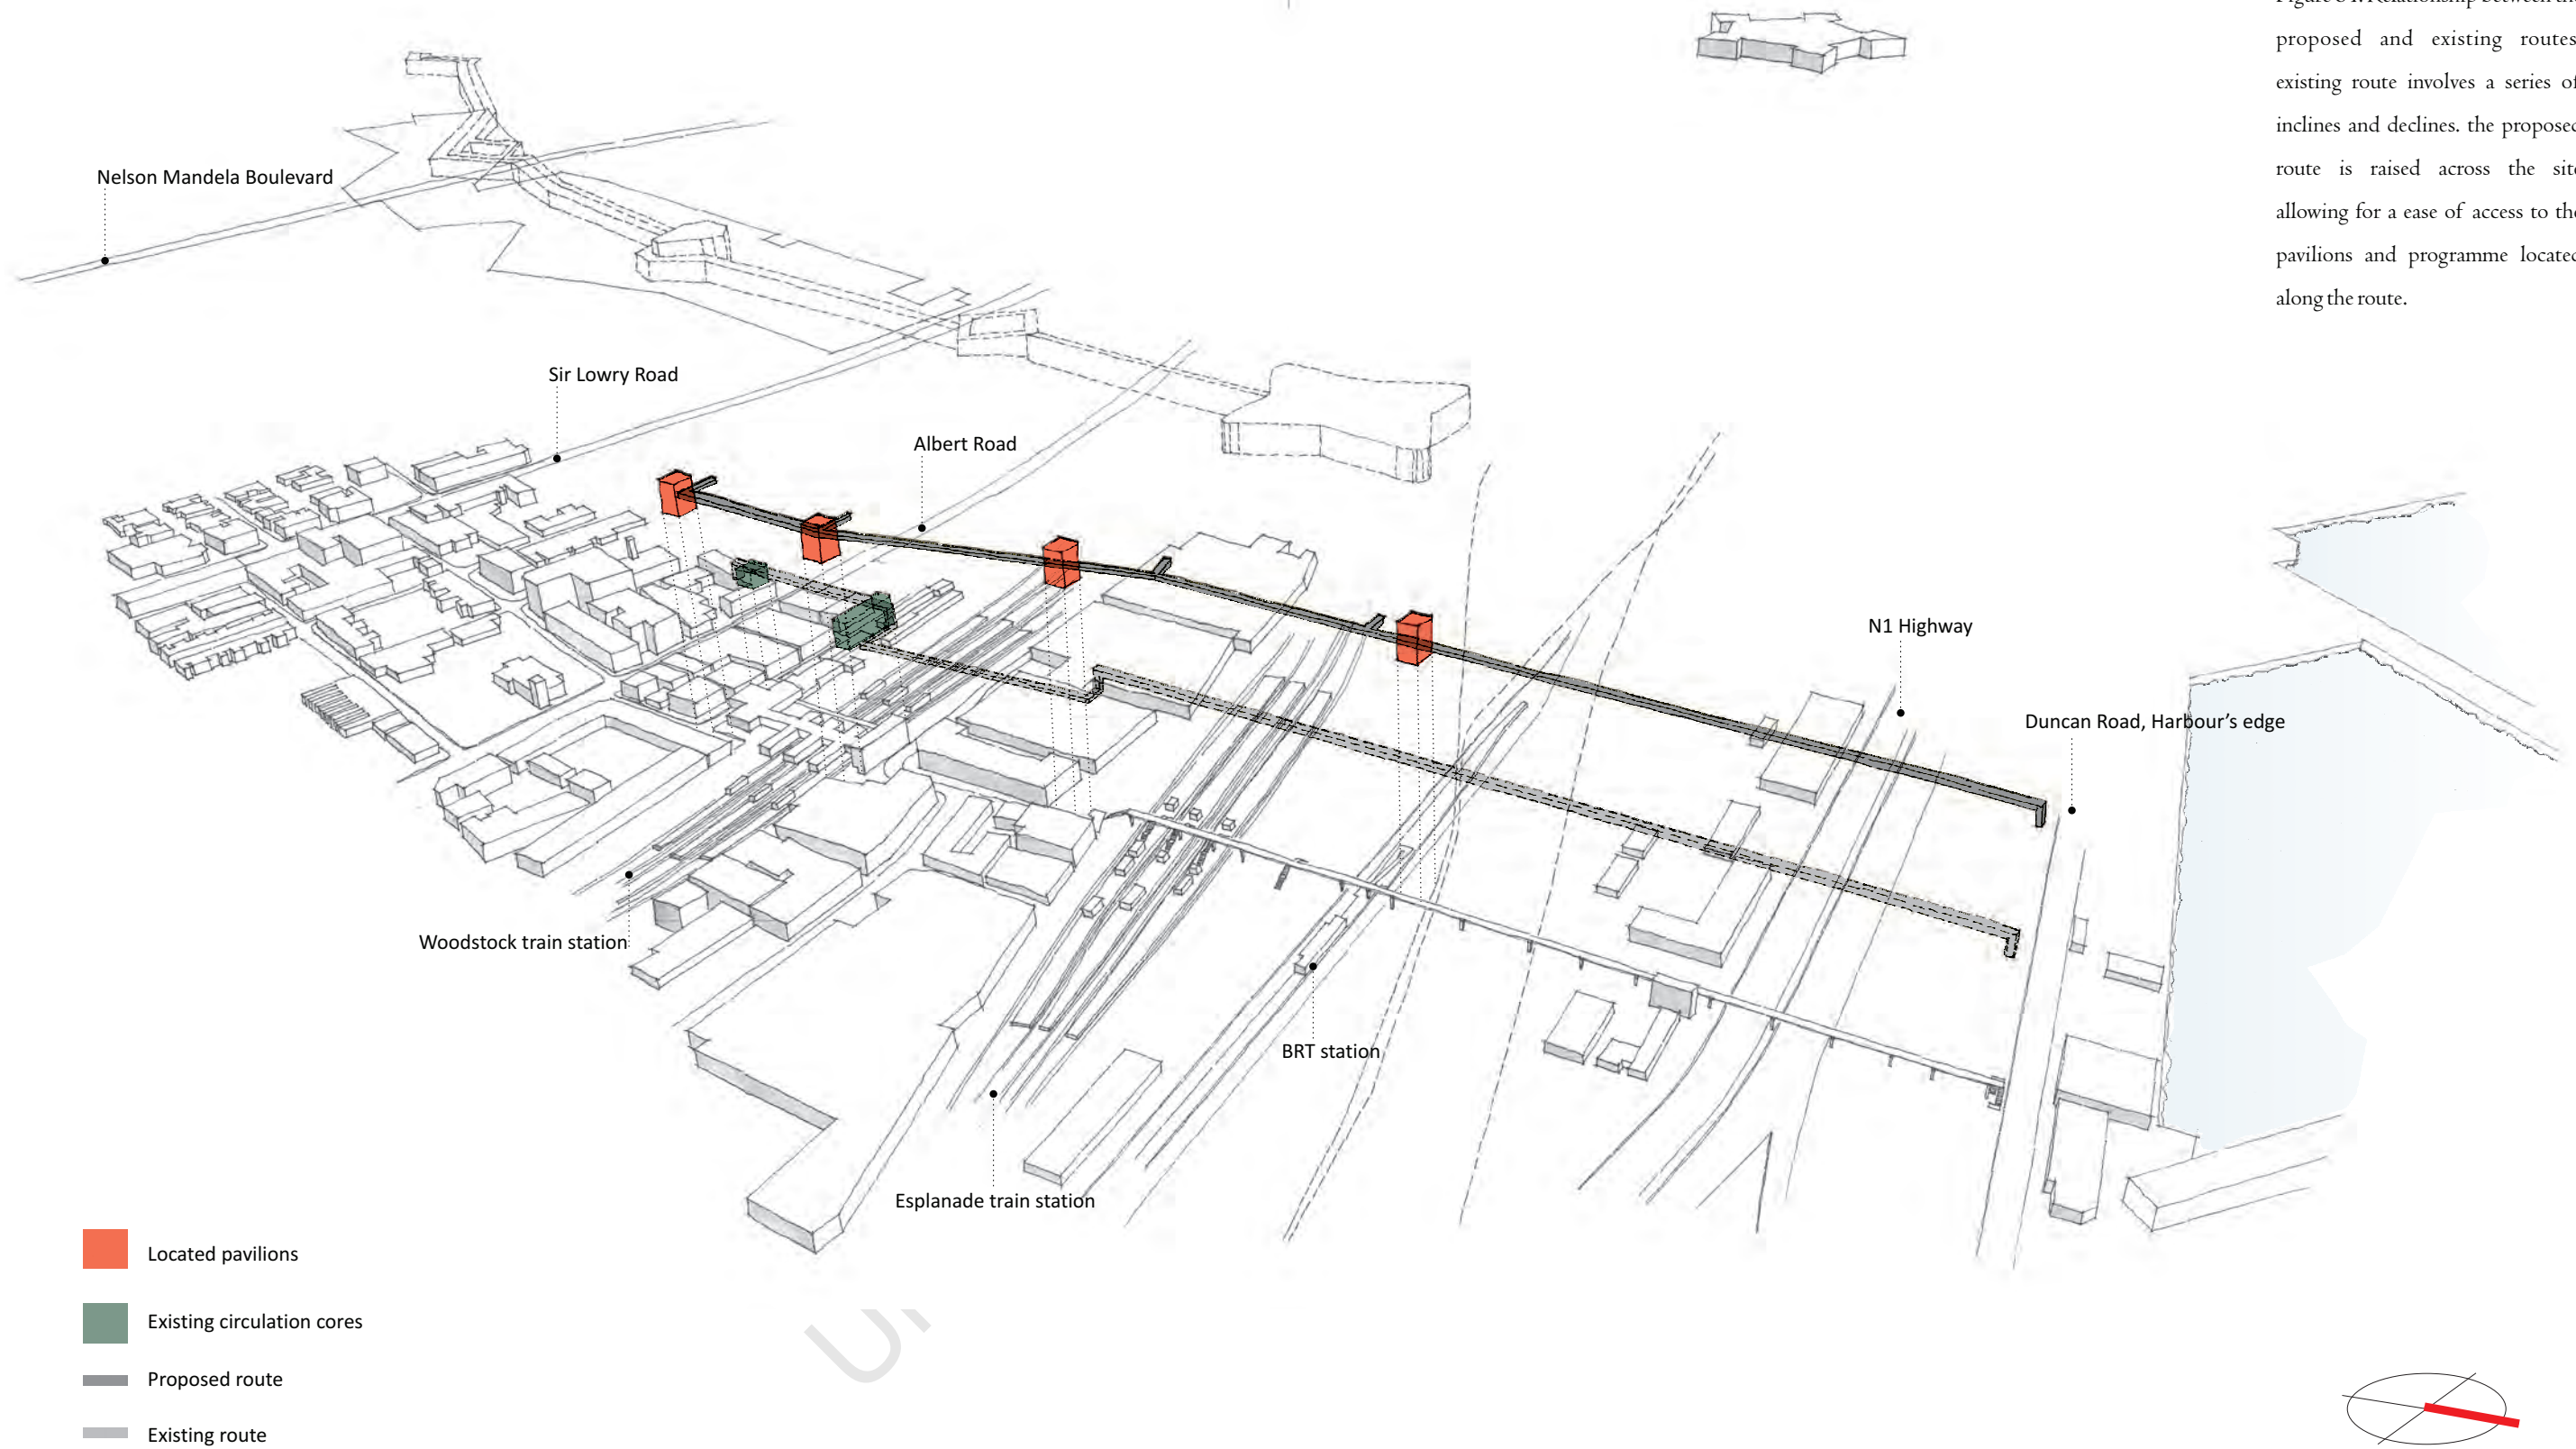 proposed and existing routes
existing route involves a series of
inclines and declines. the proposed
route is raised across the site
allowing for a ease of access to the
pavilions and programme located
along the route.
Nelson Mandela Boulevard
Sir Lowry Road
Albert Road
N1 Highway
Duncan Road, Harbour’s edge
Woodstock train station
BRT station
Esplanade train station
Located pavilions
Existing circulation cores
Proposed route
Existing route